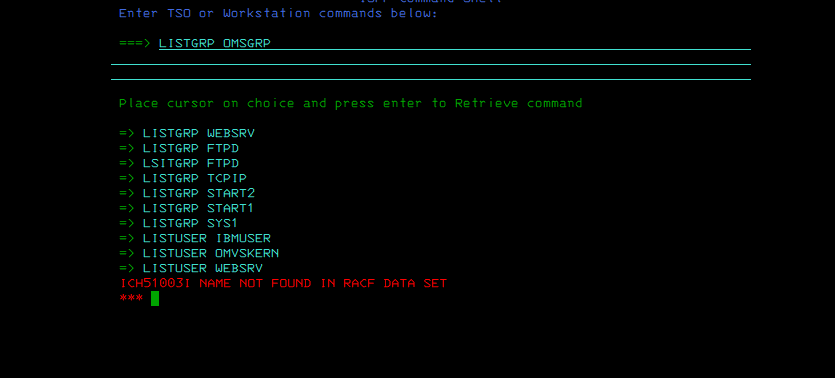 Enter TSO or Workstation commands below:
===> LISTGRP OMSGRP
Place cursor on choice and press enter to Retrieve command
=> LISTGRP WEBSRV
=> LISTGRP FTPD
=> LSITGRP FTPD
=> LISTGRP TCPIP
=> LISTGRP START2
=> LISTGRP START1
=> LISTGRP SYS1
=> LISTUSER IBMUSER
=> LISTUSER OMVSKERN
=> LISTUSER WEBSRV
ICH51003I NAME NOT FOUND IN RACF DATA SET
***